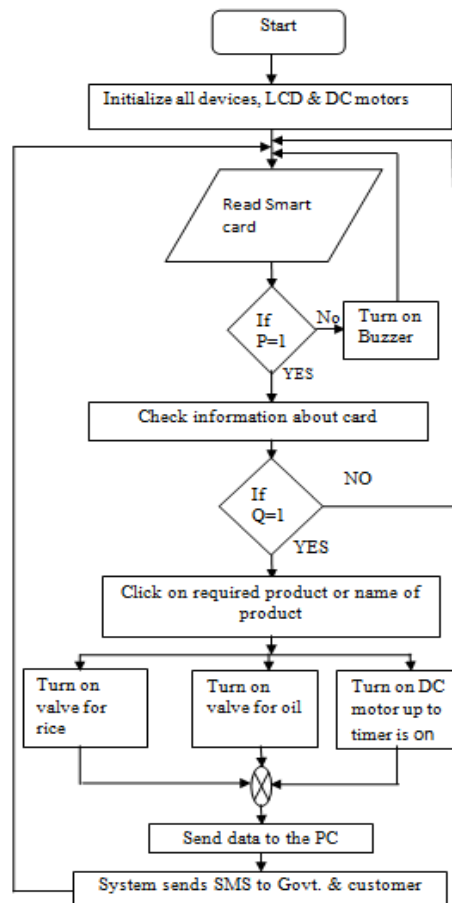 Start
Initialize all devices, LCD & DC motors
Read Smart
card
If
P=1
No
Turn on
Buzzer
YES
Check information about card
If
Q=1
NO
YES
Click on required product or name of
product
Turn on
valve for
rice
Turn on
valve for oil
Turn on DC
motor up to
timer is on
Send data to the PC
System sends SMS to Govt. & customer